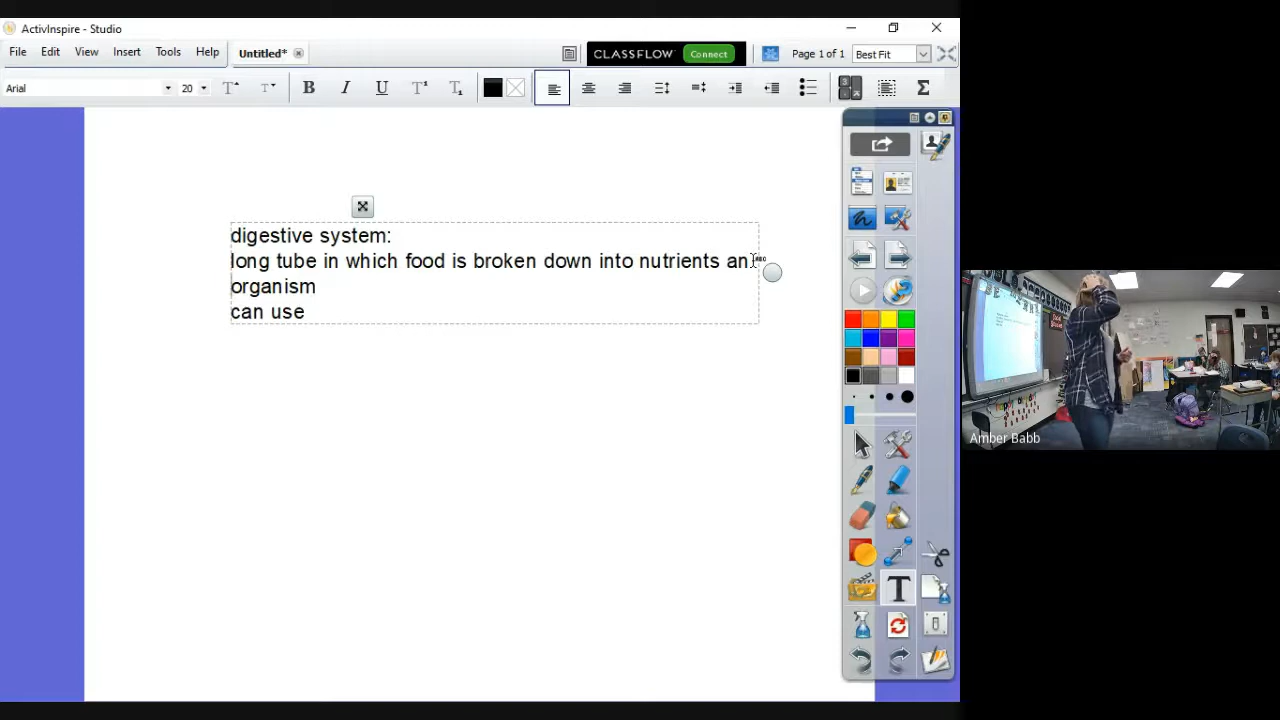 ActivInspire - Studio
File Edit View Insert Tools Help Untitled*
CLASSFLOW Connect Page 1 of 1 Best Fit
Arial 20
digestive system:
long tube in which food is broken down into nutrients an
organism
can use
Amber Babb